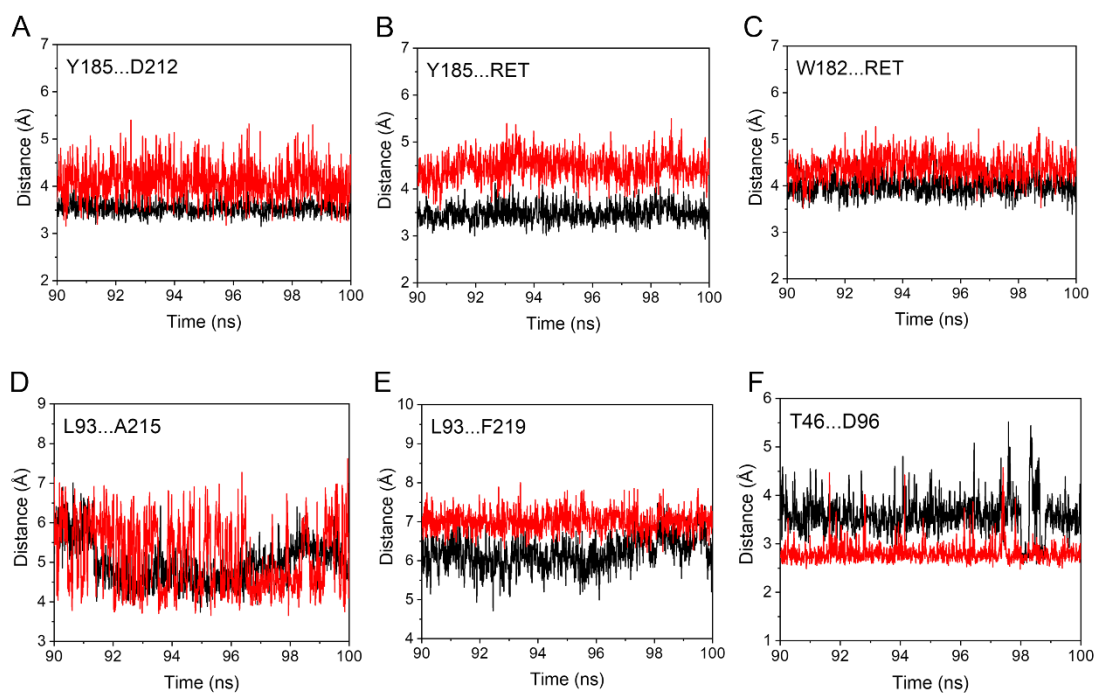 A
Y185...D212
Distance (Å)
7
6
5
4
3
2
90 92 94 96 98 100
Time (ns)
B
Y185...RET
Distance (Å)
7
6
5
4
3
2
90 92 94 96 98 100
Time (ns)
C
W182...RET
Distance (Å)
7
6
5
4
3
2
90 92 94 96 98 100
Time (ns)
D
L93...A215
Distance (Å)
9
8
7
6
5
4
3
90 92 94 96 98 100
Time (ns)
E
L93...F219
Distance (Å)
10
9
8
7
6
5
4
90 92 94 96 98 100
Time (ns)
F
T46...D96
Distance (Å)
6
5
4
3
2
1
90 92 94 96 98 100
Time (ns)